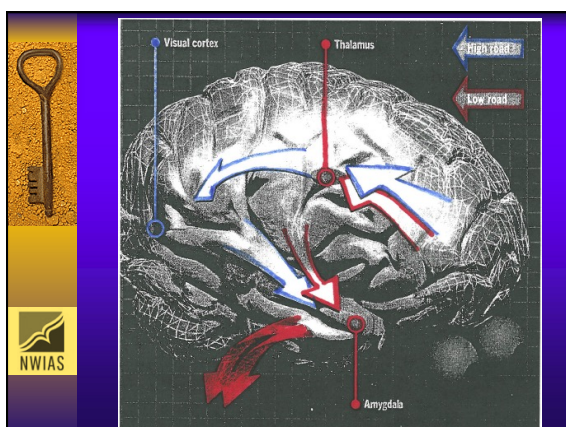 Visual cortex
Thalamus
High road
Low road
NWIAS
Amygdala